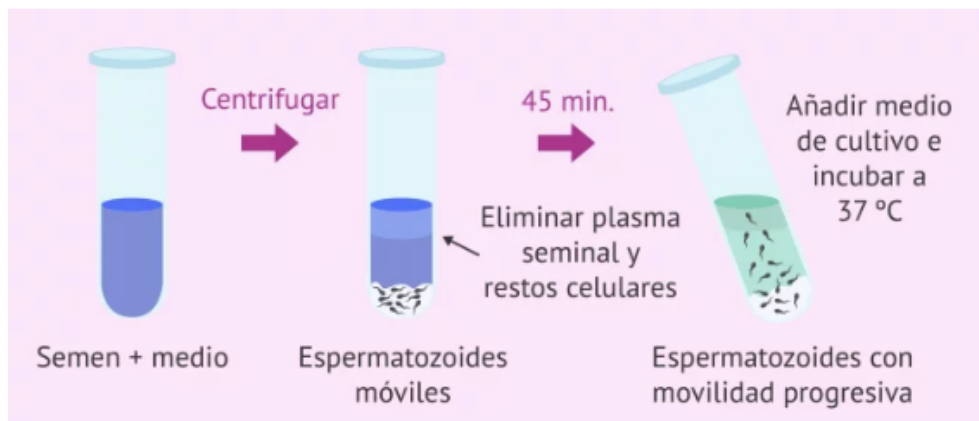 Centrifugar
45 min.
Añadir medio
de cultivo e
incubar a
37 ºC
Eliminar plasma
seminal y
restos celulares
Semen + medio
Espermatozoides
móviles
Espermatozoides con
movilidad progresiva